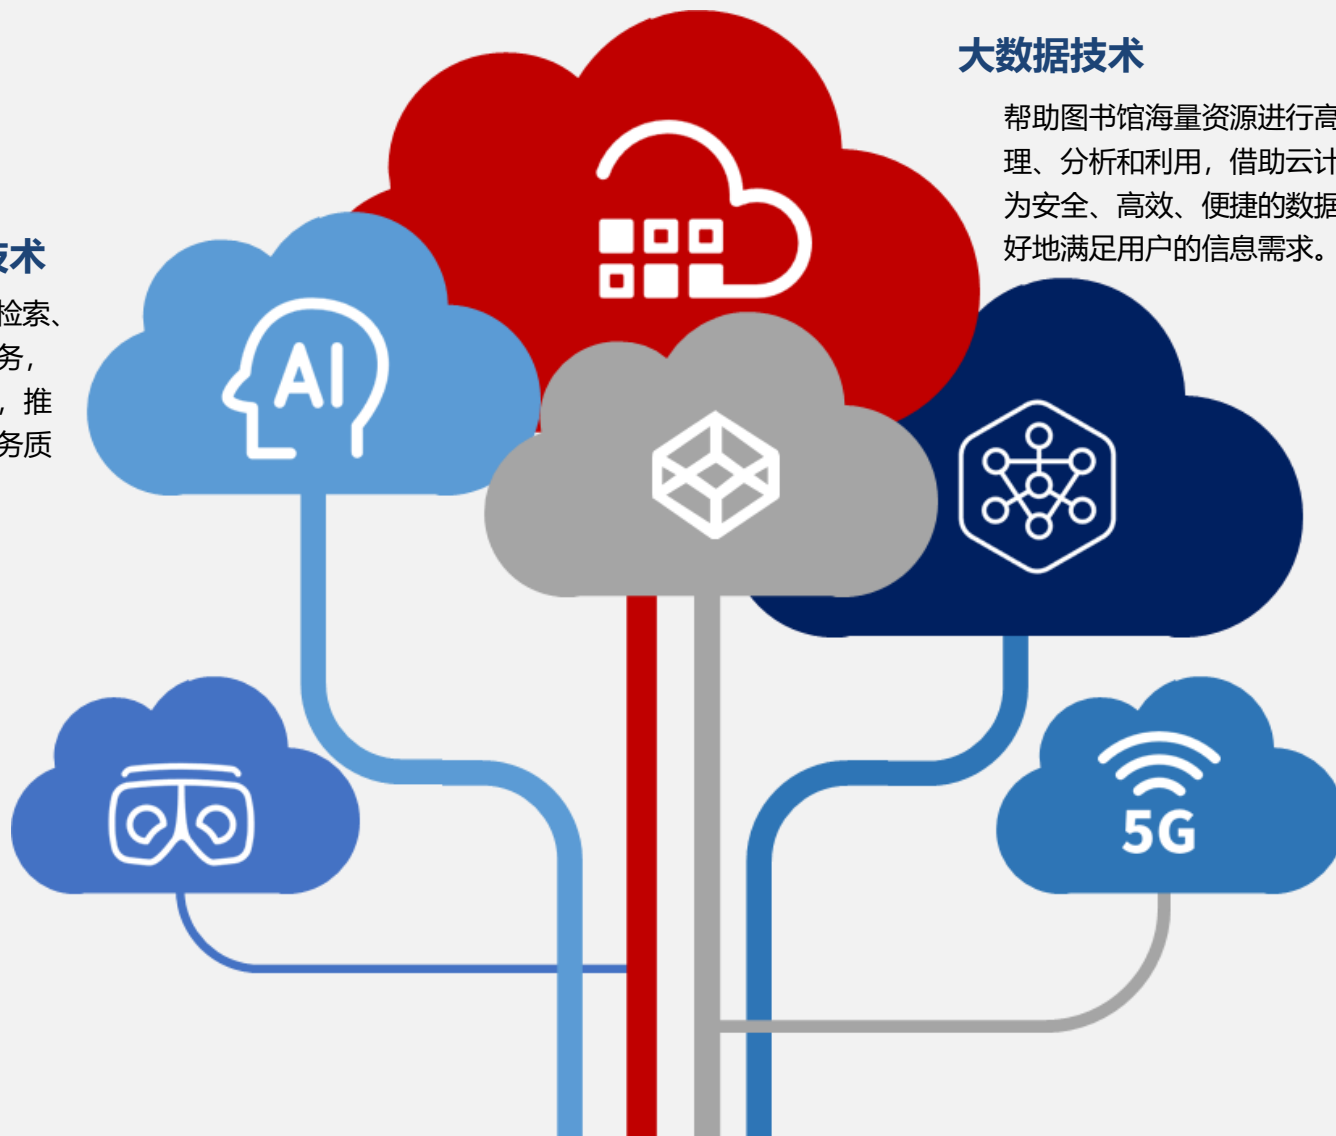 大数据技术
帮助图书馆海量资源进行高
理、分析和利用，借助云计
为安全、高效、便捷的数据
好地满足用户的信息需求。
技术
检索、
务，
，推
务质
AI
5G